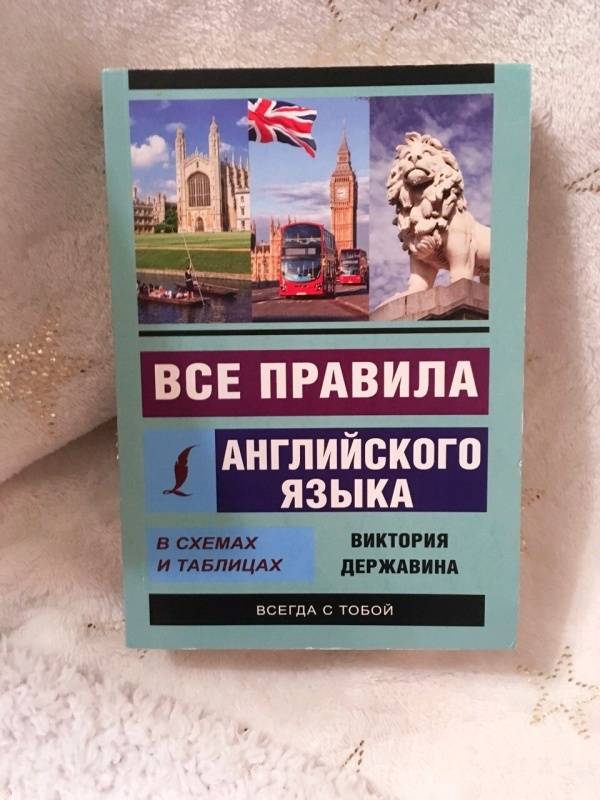 ВСЕ ПРАВИЛА
АНГЛИЙСКОГО
ЯЗЫКА
В СХЕМАХ
И ТАБЛИЦАХ
ВИКТОРИЯ
ДЕРЖАВИНА
ВСЕГДА С ТОБОЙ